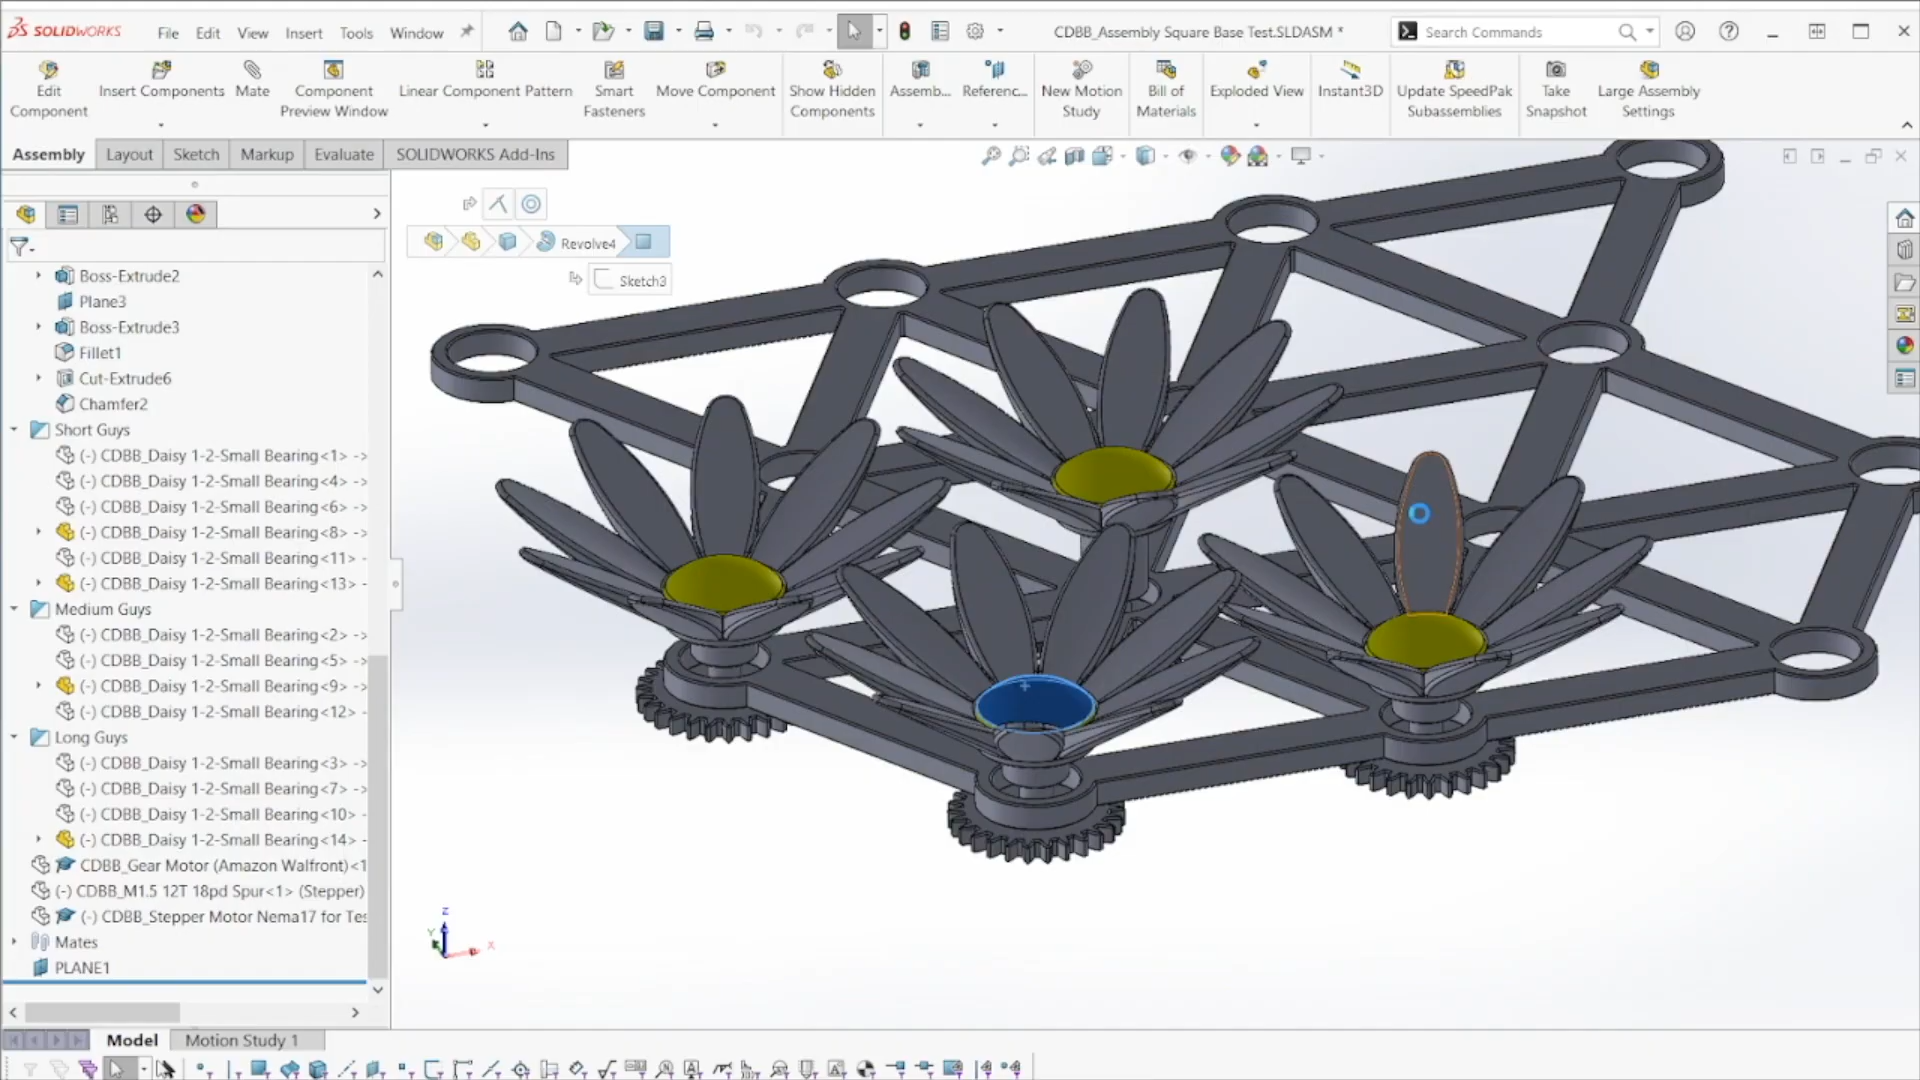 SOLIDWORKS File Edit View Insert Tools Window CDBB_Assembly Square Base Test.SLDASM * Search Commands
Edit Component
Insert Components
Mate
Component Preview Window
Linear Component Pattern
Smart Fasteners
Move Component
Show Hidden Components
Assemb...
Referenc...
New Motion Study
Bill of Materials
Exploded View
Instant3D
Update SpeedPak Subassemblies
Take Snapshot
Large Assembly Settings
Assembly Layout Sketch Markup Evaluate SOLIDWORKS Add-Ins
Revolve4
Sketch3
Boss-Extrude2
Plane3
Boss-Extrude3
Fillet1
Cut-Extrude6
Chamfer2
Short Guys
(-) CDBB_Daisy 1-2-Small Bearing<1> ->
(-) CDBB_Daisy 1-2-Small Bearing<4> ->
(-) CDBB_Daisy 1-2-Small Bearing<6> ->
(-) CDBB_Daisy 1-2-Small Bearing<8> ->
(-) CDBB_Daisy 1-2-Small Bearing<11> -
(-) CDBB_Daisy 1-2-Small Bearing<13> -
Medium Guys
(-) CDBB_Daisy 1-2-Small Bearing<2> ->
(-) CDBB_Daisy 1-2-Small Bearing<5> ->
(-) CDBB_Daisy 1-2-Small Bearing<9> ->
(-) CDBB_Daisy 1-2-Small Bearing<12> -
Long Guys
(-) CDBB_Daisy 1-2-Small Bearing<3> ->
(-) CDBB_Daisy 1-2-Small Bearing<7> ->
(-) CDBB_Daisy 1-2-Small Bearing<10> -
(-) CDBB_Daisy 1-2-Small Bearing<14> -
CDBB_Gear Motor (Amazon Walfront)<1
(-) CDBB_M1.5 12T 18pd Spur<1> (Stepper)
(-) CDBB_Stepper Motor Nema17 for Tes
Mates
PLANE1
Z
Y
X
Model Motion Study 1